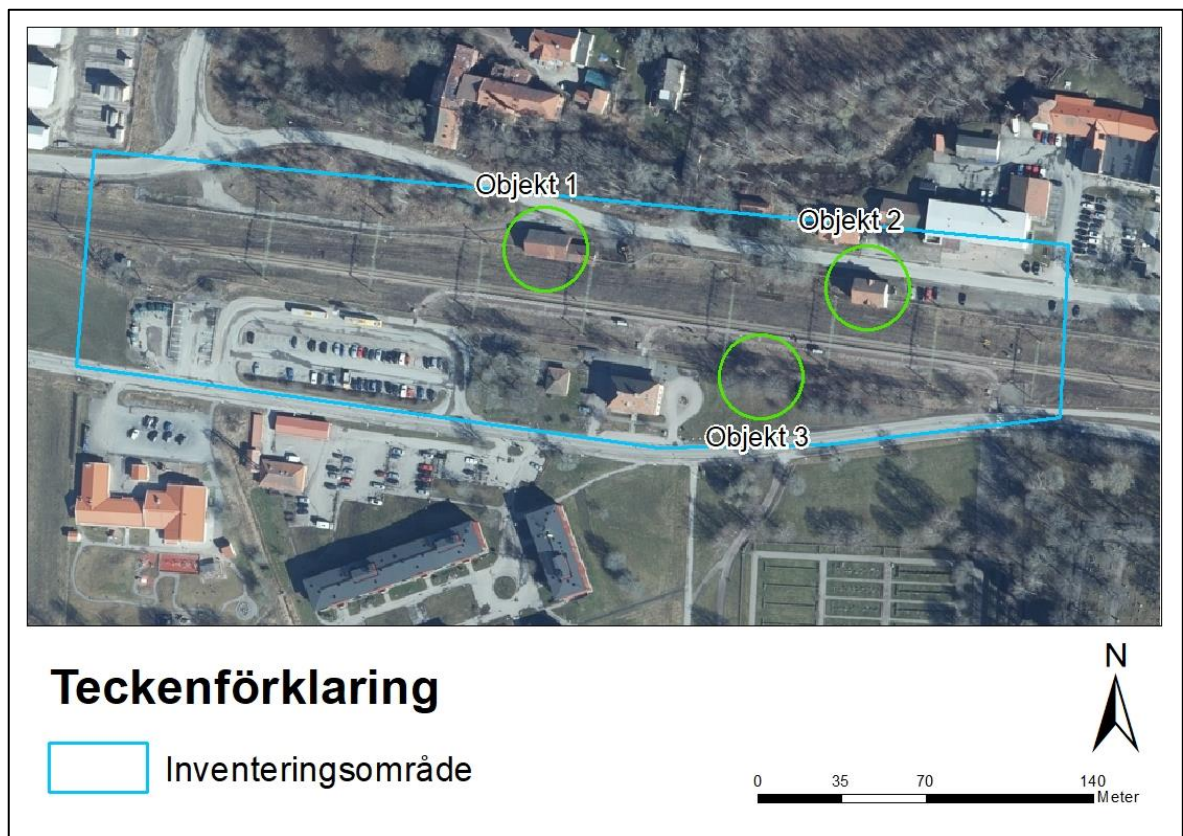 Objekt 1
Objekt 2
Objekt 3
Teckenförklaring
Inventeringsområde
N
0 35 70 140
Meter